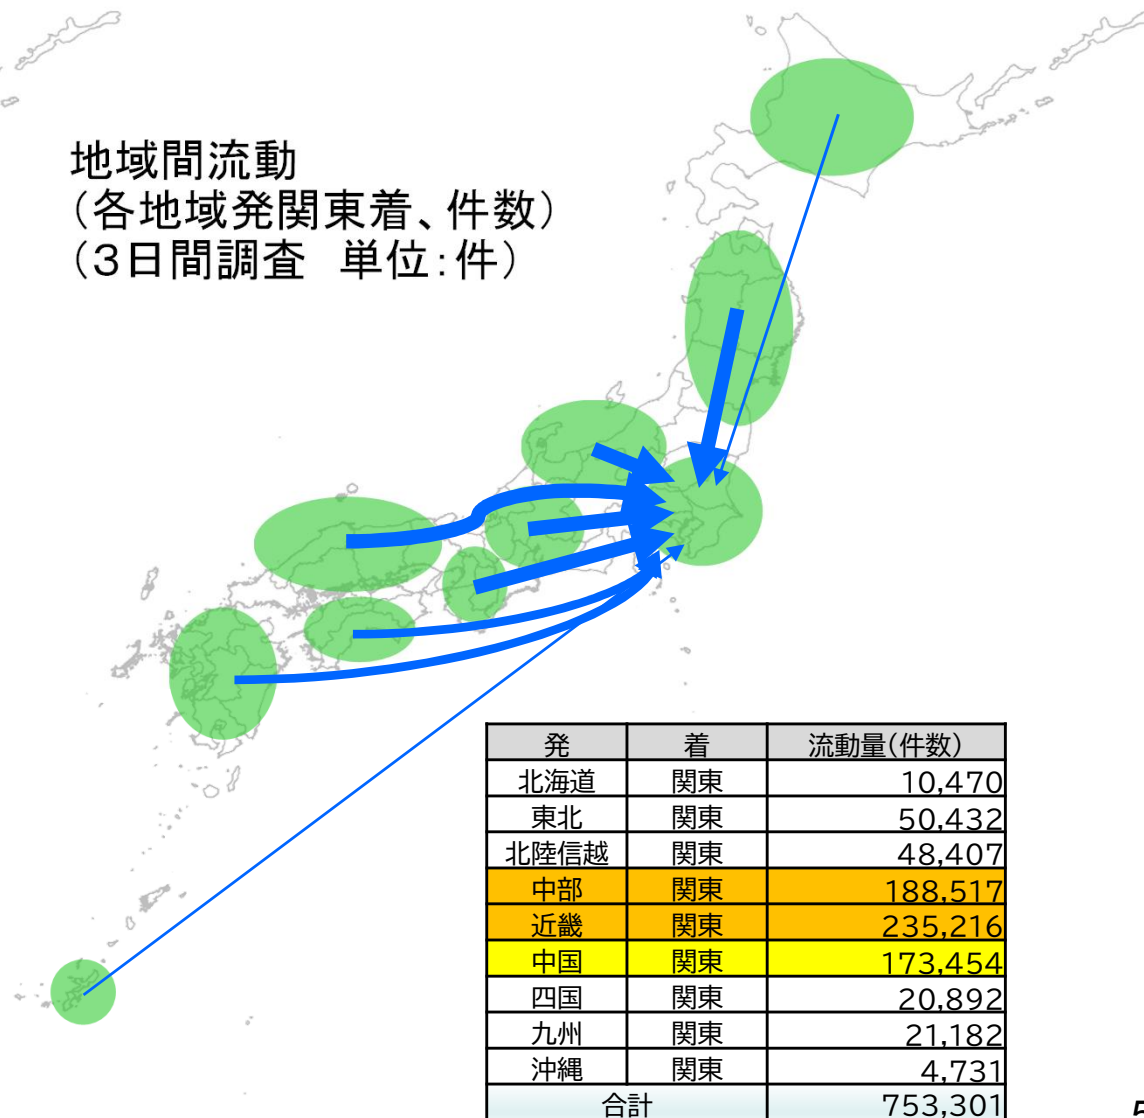 地域間流動
（各地域発関東着、件数）
（３日間調査　単位：件）
発 着 流動量(件数)
北海道 関東 10,470
東北 関東 50,432
北陸信越 関東 48,407
中部 関東 188,517
近畿 関東 235,216
中国 関東 173,454
四国 関東 20,892
九州 関東 21,182
沖縄 関東 4,731
合計 753,301